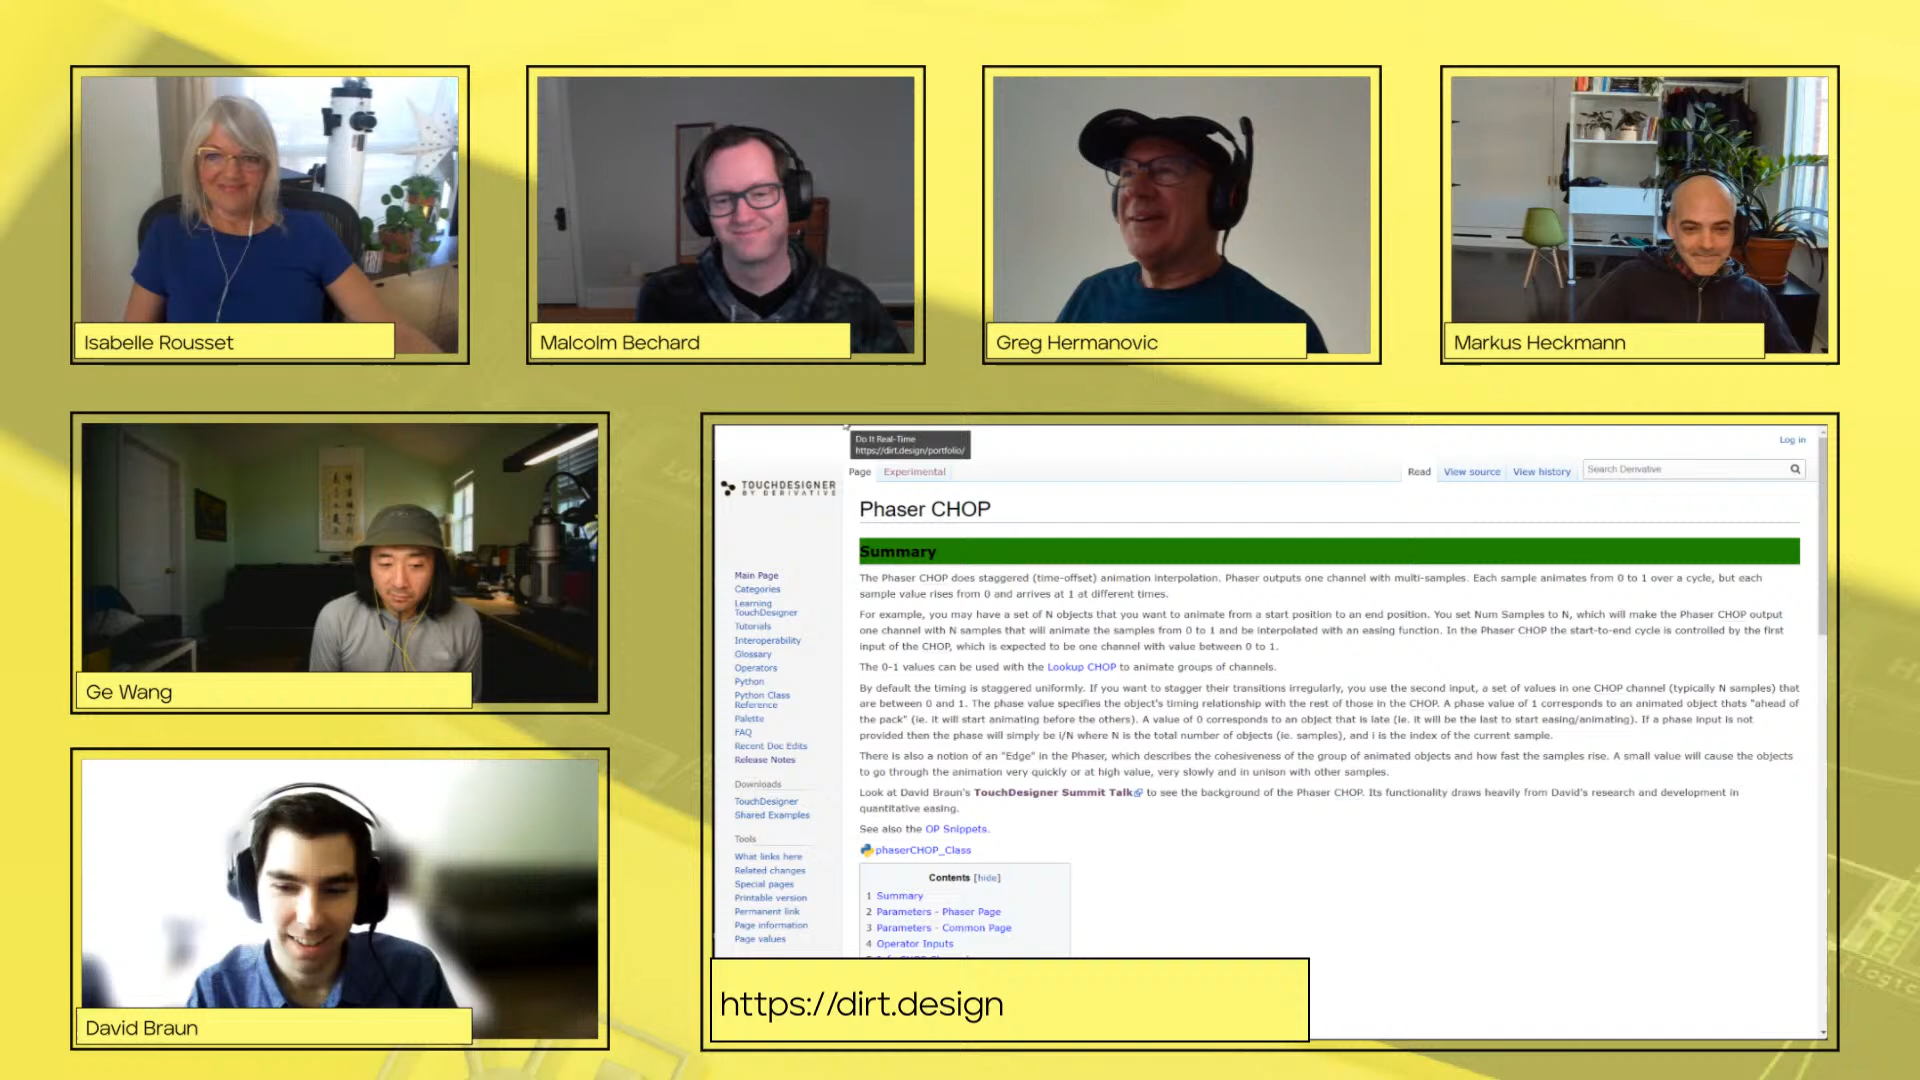 Isabelle Rousset
Malcolm Bechard
Greg Hermanovic
Markus Heckmann
Ge Wang
David Braun
Do It Real-Time
https://dirt.design/portfolio/
Log in
Page Experimental
Read View source View history Search Derivative
TOUCHDESIGNER
BY DERIVATIVE
Main Page
Categories
Learning
TouchDesigner
Tutorials
Interoperability
Glossary
Operators
Python
Python Class
Reference
Palette
FAQ
Recent Doc Edits
Release Notes
Downloads
TouchDesigner
Shared Examples
Tools
What links here
Related changes
Special pages
Printable version
Permanent link
Page information
Page values
Phaser CHOP
Summary
The Phaser CHOP does staggered (time-offset) animation interpolation. Phaser outputs one channel with multi-samples. Each sample animates from 0 to 1 over a cycle, but each
sample value rises from 0 and arrives at 1 at different times.
For example, you may have a set of N objects that you want to animate from a start position to an end position. You set Num Samples to N, which will make the Phaser CHOP output
one channel with N samples that will animate the samples from 0 to 1 and be interpolated with an easing function. In the Phaser CHOP the start-to-end cycle is controlled by the first
input of the CHOP, which is expected to be one channel with value between 0 to 1.
The 0-1 values can be used with the Lookup CHOP to animate groups of channels.
By default the timing is staggered uniformly. If you want to stagger their transitions irregularly, you use the second input, a set of values in one CHOP channel (typically N samples) that
are between 0 and 1. The phase value specifies the object's timing relationship with the rest of those in the CHOP. A phase value of 1 corresponds to an animated object thats "ahead of
the pack" (ie. it will start animating before the others). A value of 0 corresponds to an object that is late (ie. it will be the last to start easing/animating). If a phase input is not
provided then the phase will simply be i/N where N is the total number of objects (ie. samples), and i is the index of the current sample.
There is also a notion of an "Edge" in the Phaser, which describes the cohesiveness of the group of animated objects and how fast the samples rise. A small value will cause the objects
to go through the animation very quickly or at high value, very slowly and in unison with other samples.
Look at David Braun's TouchDesigner Summit Talk to see the background of the Phaser CHOP. Its functionality draws heavily from David's research and development in
quantitative easing.
See also the OP Snippets.
phaserCHOP_Class
Contents [hide]
1 Summary
2 Parameters - Phaser Page
3 Parameters - Common Page
4 Operator Inputs
https://dirt.design